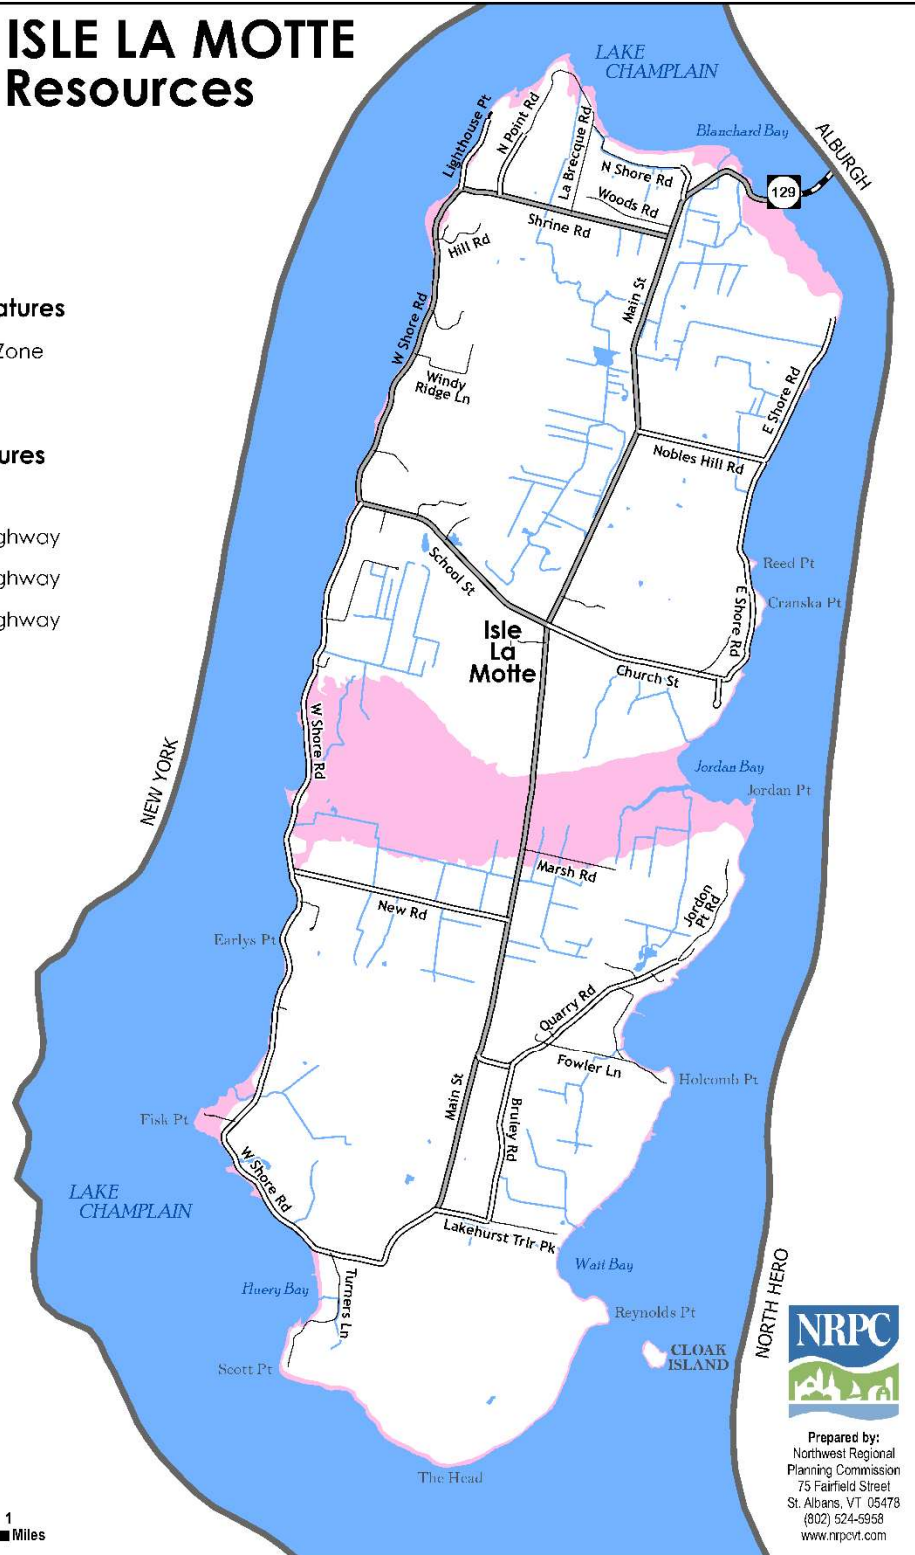 ISLE LA MOTTE
Resources
LAKE
CHAMPLAIN
Blanchard Bay
ALBURGH
129
Lighthouse Pt
N Point Rd
La Brecque Rd
N Shore Rd
Woods Rd
Shrine Rd
Hill Rd
Main St
W Shore Rd
Windy
Ridge Ln
E Shore Rd
Nobles Hill Rd
atures
Zone
ures
ghway
ghway
ghway
School St
Reed Pt
Cranska Pt
E Shore Rd
Isle
La
Motte
Church St
W Shore Rd
NEW YORK
Jordan Bay
Jordan Pt
Marsh Rd
New Rd
Jordon
Pt Rd
Earlys Pt
Quarry Rd
Fowler Ln
Holcomb Pt
Main St
Bruley Rd
Fisk Pt
W Shore Rd
LAKE
CHAMPLAIN
Lakehurst Trlr Pk
Wait Bay
Huery Bay
Turners Ln
Reynolds Pt
NORTH HERO
CLOAK
ISLAND
Scott Pt
The Head
NRPC
Prepared by:
Northwest Regional
Planning Commission
75 Fairfield Street
St. Albans, VT 05478
(802) 524-5958
www.nrpcvt.com
1
Miles